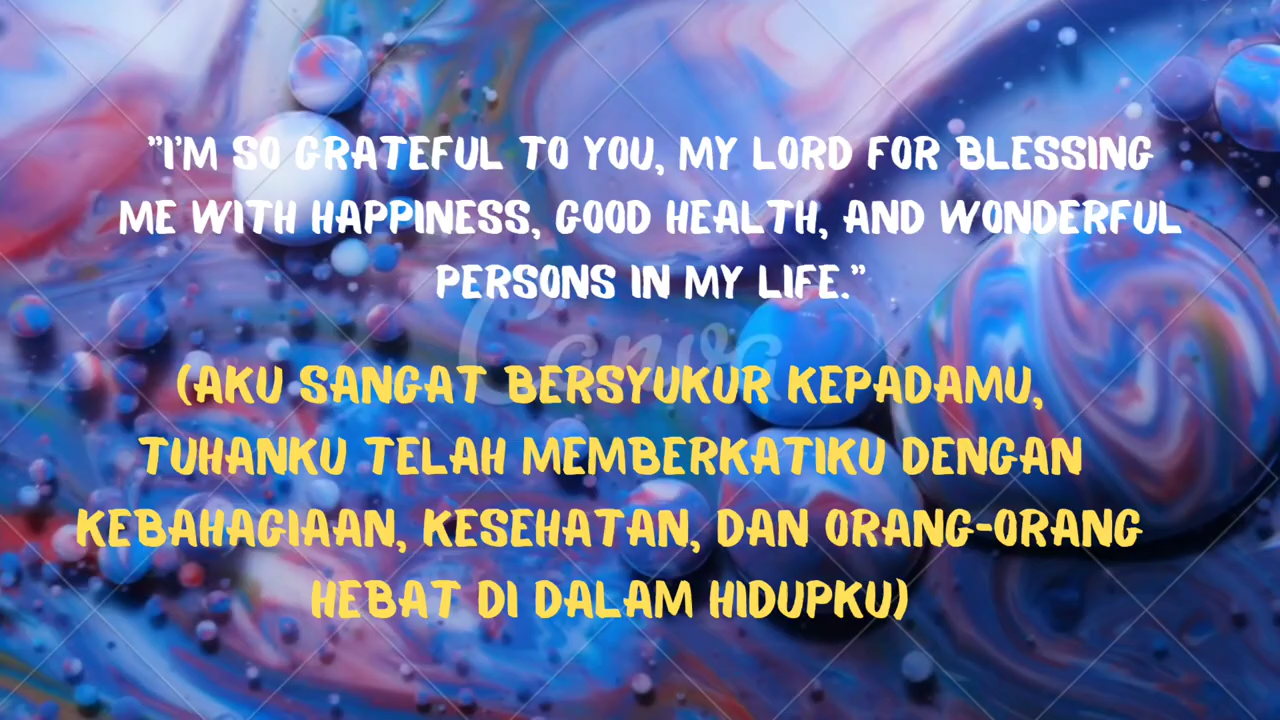 "I'M SO GRATEFUL TO YOU, MY LORD FOR BLESSING
ME WITH HAPPINESS, GOOD HEALTH, AND WONDERFUL
PERSONS IN MY LIFE."
Canva
(AKU SANGAT BERSYUKUR KEPADAMU,
TUHANKU TELAH MEMBERKATIKU DENGAN
KEBAHAGIAAN, KESEHATAN, DAN ORANG-ORANG
HEBAT DI DALAM HIDUPKU)